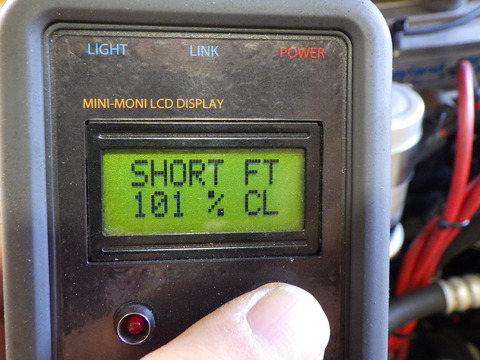 LIGHT LINK POWER
MINI-MONI LCD DISPLAY
SHORT FT
101 % CL